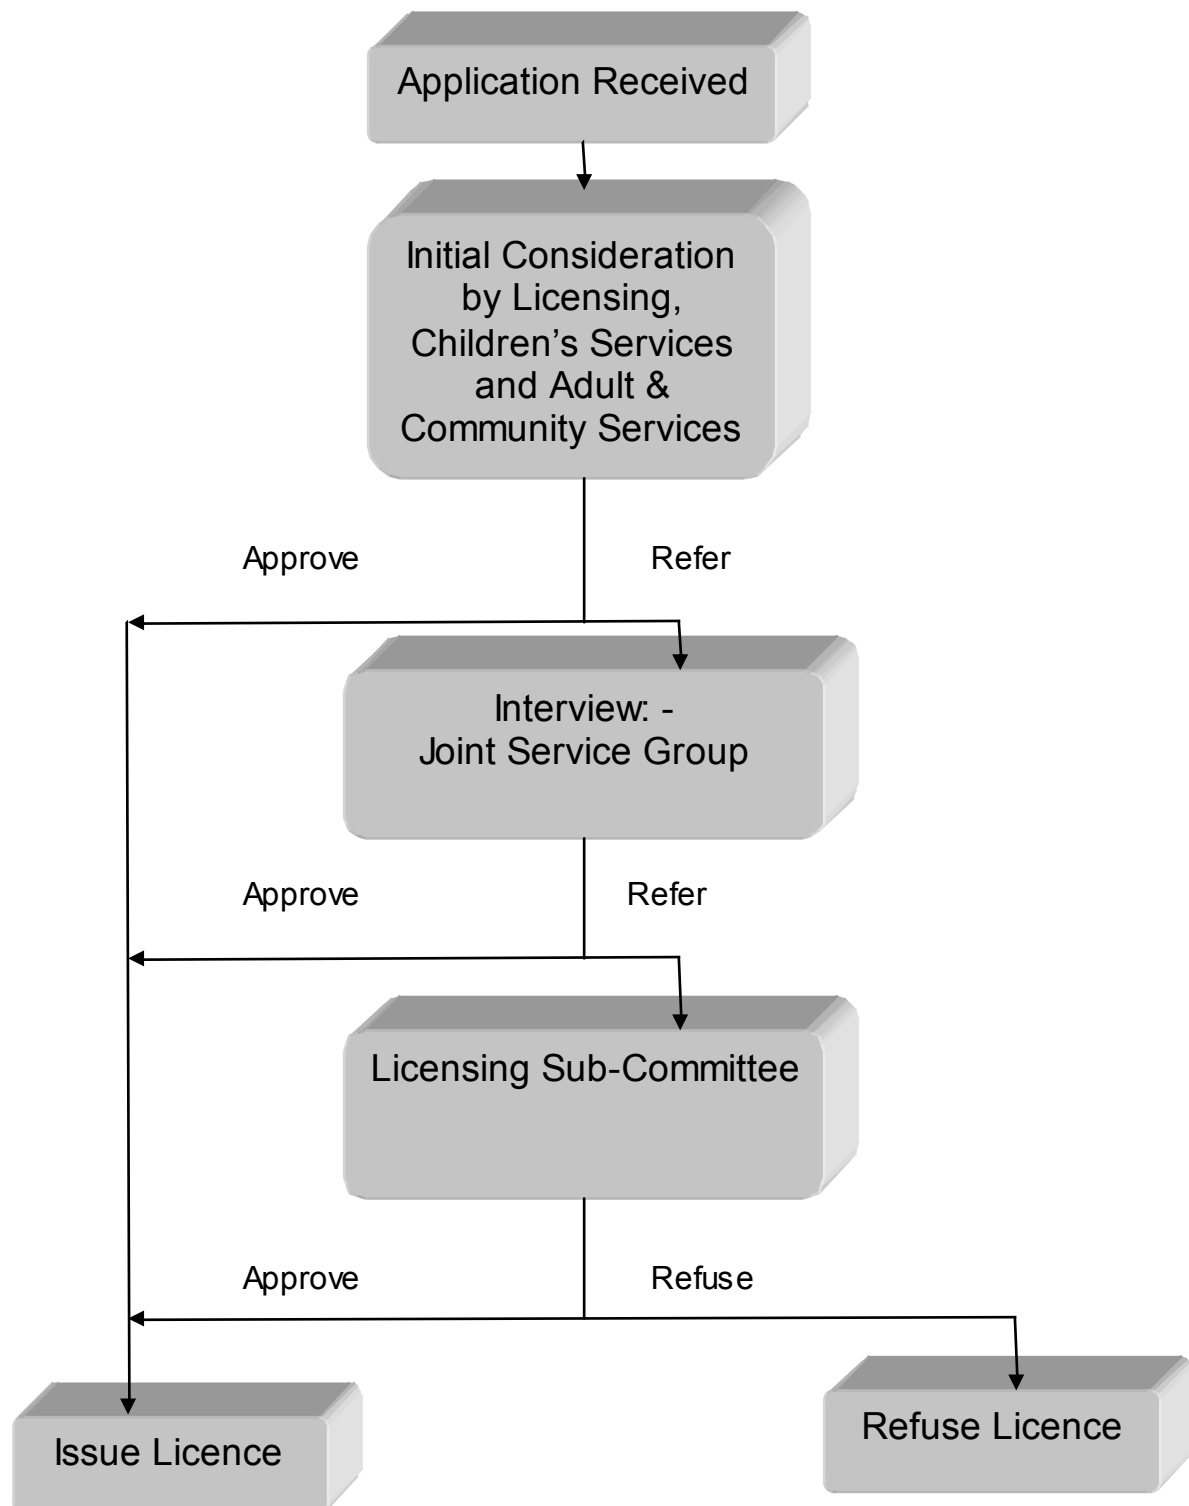 Application Received
Initial Consideration
by Licensing,
Children’s Services
and Adult &
Community Services
Approve
Refer
Interview: -
Joint Service Group
Approve
Refer
Licensing Sub-Committee
Approve
Refuse
Issue Licence
Refuse Licence